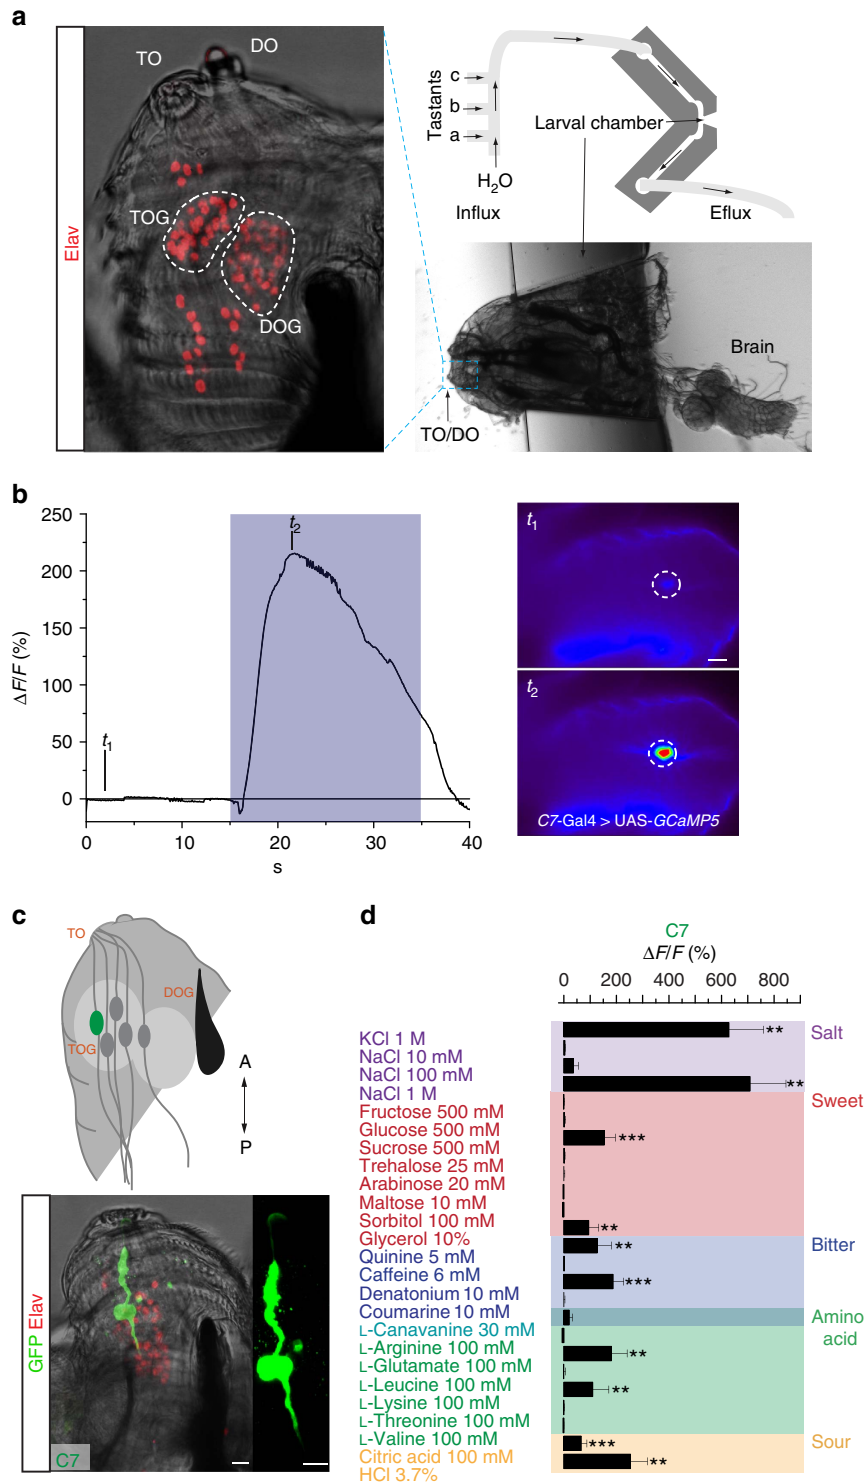 a
TO
DO
TOG
DOG
Elav
Tastants
c
b
a
H2O
Influx
Larval chamber
Eflux
Brain
TO/DO
b
ΔF/F (%)
250
200
150
100
50
0
t2
t1
0
10
20
30
40
s
t1
t2
C7-Gal4 > UAS-GCaMP5
c
TO
DOG
TOG
A
P
GFP Elav
C7
d
C7
ΔF/F (%)
0 200 400 600 800
KCl 1 M
NaCl 10 mM
NaCl 100 mM
NaCl 1 M
Fructose 500 mM
Glucose 500 mM
Sucrose 500 mM
Trehalose 25 mM
Arabinose 20 mM
Maltose 10 mM
Sorbitol 100 mM
Glycerol 10%
Quinine 5 mM
Caffeine 6 mM
Denatonium 10 mM
Coumarine 10 mM
L-Canavanine 30 mM
L-Arginine 100 mM
L-Glutamate 100 mM
L-Leucine 100 mM
L-Lysine 100 mM
L-Threonine 100 mM
L-Valine 100 mM
Citric acid 100 mM
HCl 3.7%
**
**
***
**
**
***
**
**
***
**
Salt
Sweet
Bitter
Amino
acid
Sour